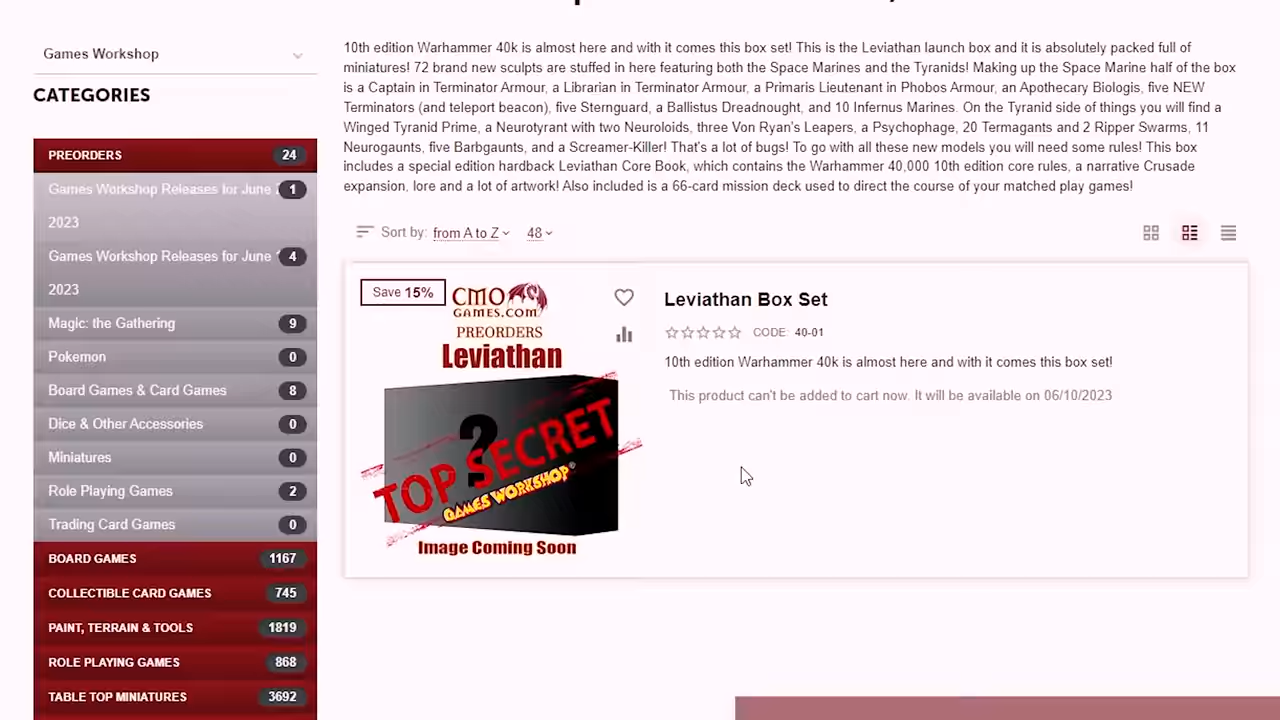 Games Workshop
CATEGORIES
PREORDERS 24
Games Workshop Releases for June 1
2023
Games Workshop Releases for June 4
2023
Magic: the Gathering 9
Pokemon 0
Board Games & Card Games 8
Dice & Other Accessories 0
Miniatures 0
Role Playing Games 2
Trading Card Games 0
BOARD GAMES 1167
COLLECTIBLE CARD GAMES 745
PAINT, TERRAIN & TOOLS 1819
ROLE PLAYING GAMES 868
TABLE TOP MINIATURES 3692
10th edition Warhammer 40k is almost here and with it comes this box set! This is the Leviathan launch box and it is absolutely packed full of
miniatures! 72 brand new sculpts are stuffed in here featuring both the Space Marines and the Tyranids! Making up the Space Marine half of the box
is a Captain in Terminator Armour, a Librarian in Terminator Armour, a Primaris Lieutenant in Phobos Armour, an Apothecary Biologis, five NEW
Terminators (and teleport beacon), five Sternguard, a Ballistus Dreadnought, and 10 Infernus Marines. On the Tyranid side of things you will find a
Winged Tyranid Prime, a Neurotyrant with two Neuroloids, three Von Ryan's Leapers, a Psychophage, 20 Termagants and 2 Ripper Swarms, 11
Neurogaunts, five Barbgaunts, and a Screamer-Killer! That's a lot of bugs! To go with all these new models you will need some rules! This box
includes a special edition hardback Leviathan Core Book, which contains the Warhammer 40,000 10th edition core rules, a narrative Crusade
expansion, lore and a lot of artwork! Also included is a 66-card mission deck used to direct the course of your matched play games!
Sort by: from A to Z 48
Save 15%
CMO
GAMES.COM
PREORDERS
Leviathan
?
TOP SECRET
GAMES WORKSHOP
Image Coming Soon
Leviathan Box Set
CODE: 40-01
10th edition Warhammer 40k is almost here and with it comes this box set!
This product can't be added to cart now. It will be available on 06/10/2023